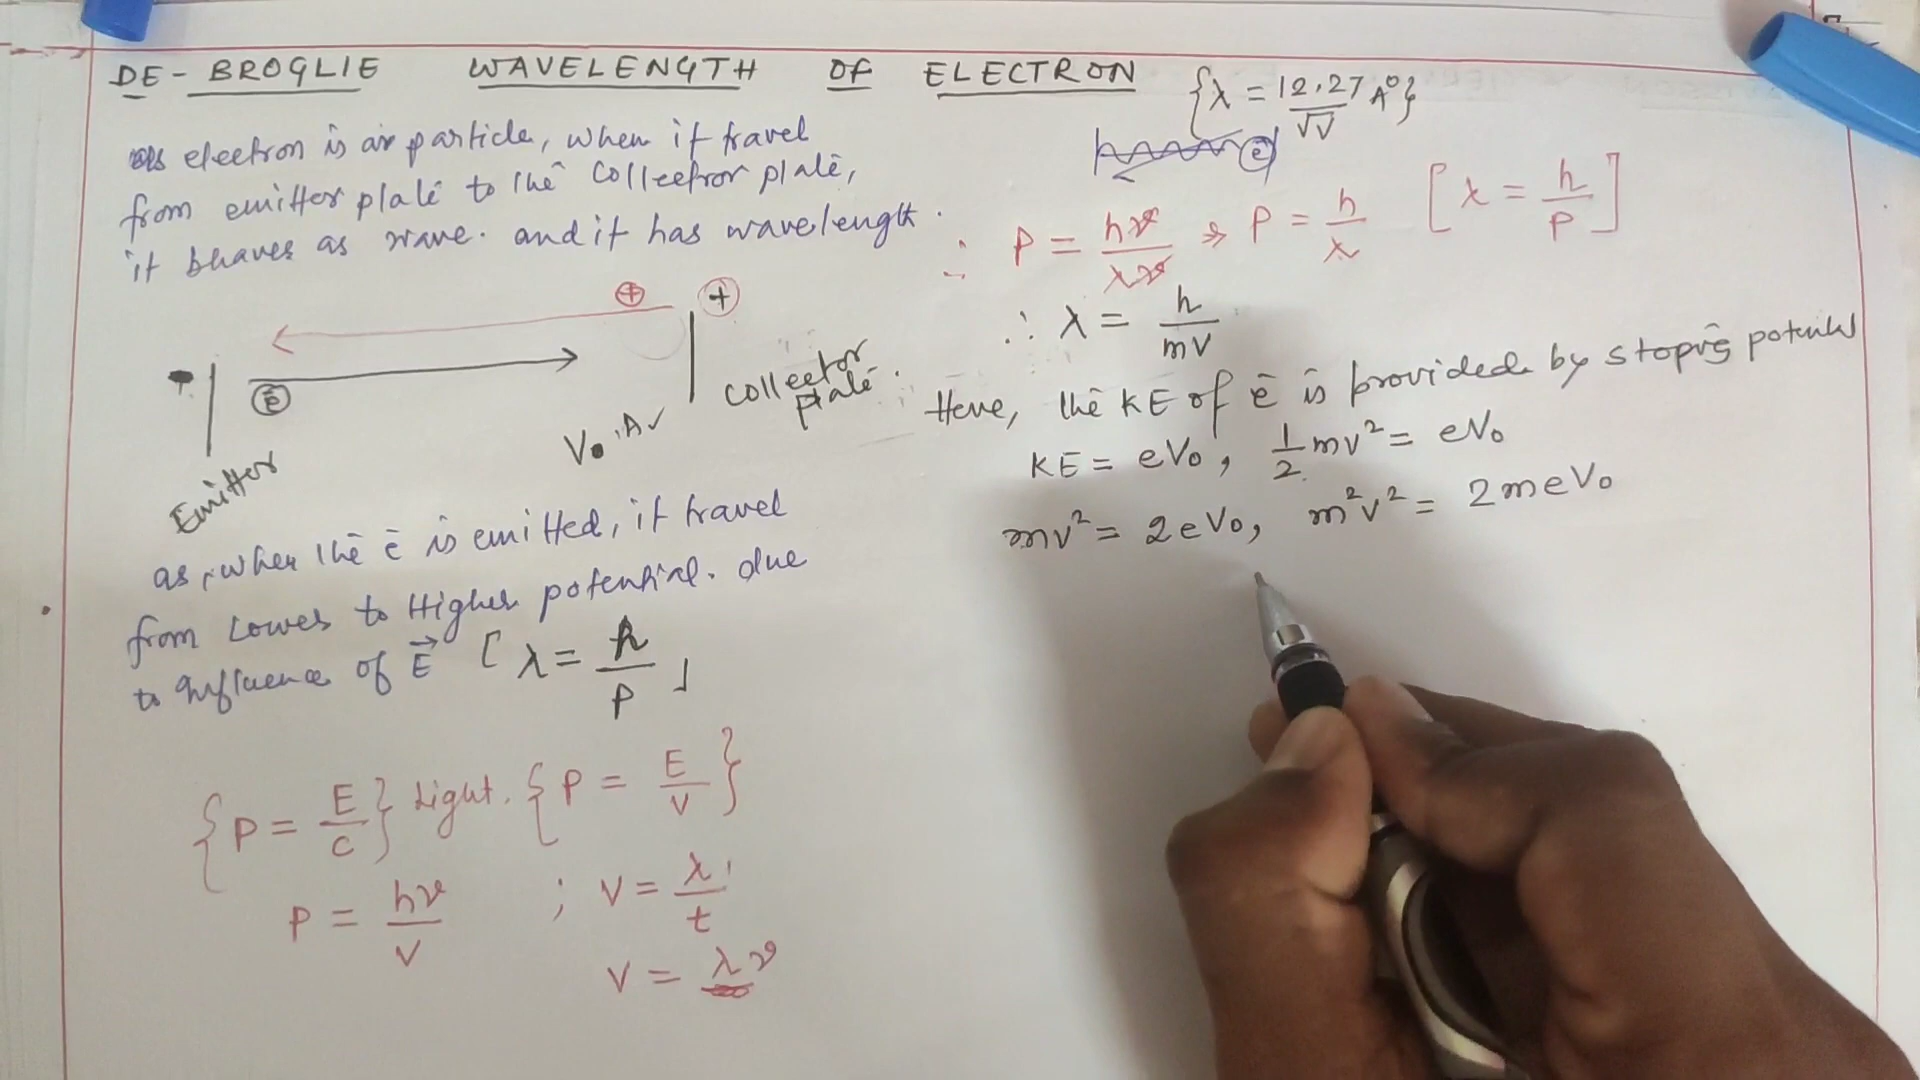 DE-BROGLIE WAVELENGTH OF ELECTRON
{λ = 12.27/√V A°}
electron is a particle, when it travel
from emitter plate to the Collector plate,
it bhaves as wave. and it has wavelength.
e
∴ P = hν/λν ⇒ P = h/λ [λ = h/P]
+ +
e
Emitter
V₀
Collector
plate.
∴ λ = h/mv
Here, the KE of ē is provided by stoping potential
KE = eV₀, 1/2 mv² = eV₀
mv² = 2eV₀, m²v² = 2meV₀
as, when the ē is emitted, it travel
from Lower to Higher potential. due
to influence of E⃗ [λ = h/P]
{P = E/C} Light. {P = E/V}
P = hν/V ; V = λ/t
V = λν